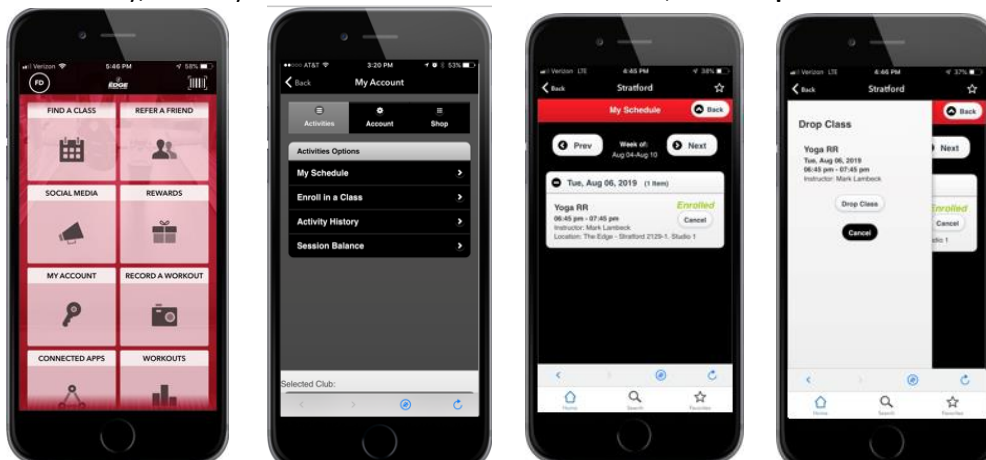 Verizon 5:46 PM 58%
FD EDGE
FIND A CLASS REFER A FRIEND
SOCIAL MEDIA REWARDS
MY ACCOUNT RECORD A WORKOUT
CONNECTED APPS WORKOUTS
AT&T 3:20 PM 53%
Back My Account
Activities Account Shop
Activities Options
My Schedule
Enroll in a Class
Activity History
Session Balance
Selected Club:
Verizon LTE 4:45 PM 38%
Back Stratford
My Schedule Back
Prev Week of: Next
Aug 04-Aug 10
Tue, Aug 06, 2019 (1 Item)
Yoga RR Enrolled
06:45 pm - 07:45 pm Cancel
Instructor: Mark Lambeck
Location: The Edge - Stratford 2129-1, Studio 1
Home Search Favorites
Verizon LTE 4:46 PM 37%
Back Stratford
Back
Drop Class
Next
Yoga RR
Tue, Aug 06, 2019
06:45 pm - 07:45 pm
Instructor: Mark Lambeck
Drop Class Enrolled
Cancel Cancel
Studio 1
Home Search Favorites